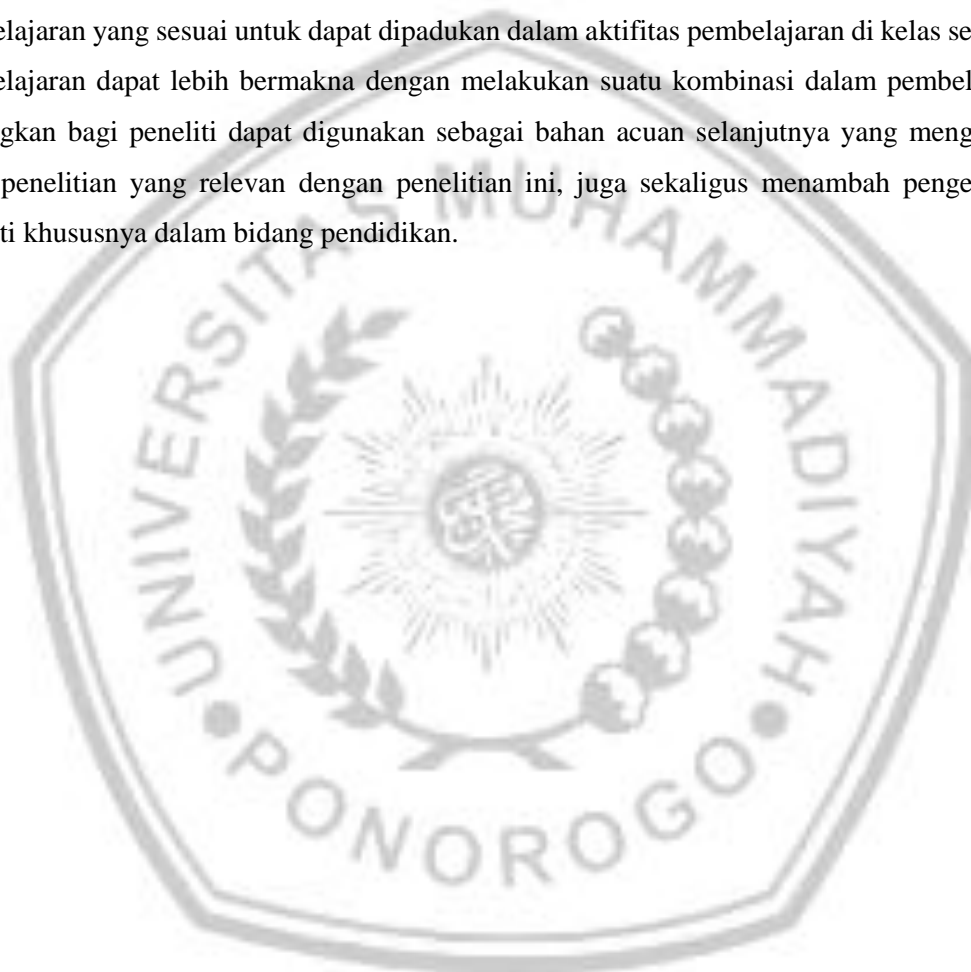 elajaran yang sesuai untuk dapat dipadukan dalam aktifitas pembelajaran di kelas se
elajaran dapat lebih bermakna dengan melakukan suatu kombinasi dalam pembel
gkan bagi peneliti dapat digunakan sebagai bahan acuan selanjutnya yang meng
penelitian yang relevan dengan penelitian ini, juga sekaligus menambah penge
ti khususnya dalam bidang pendidikan.
UNIVERSITAS MUHAMMADIYAH
PONOROGO